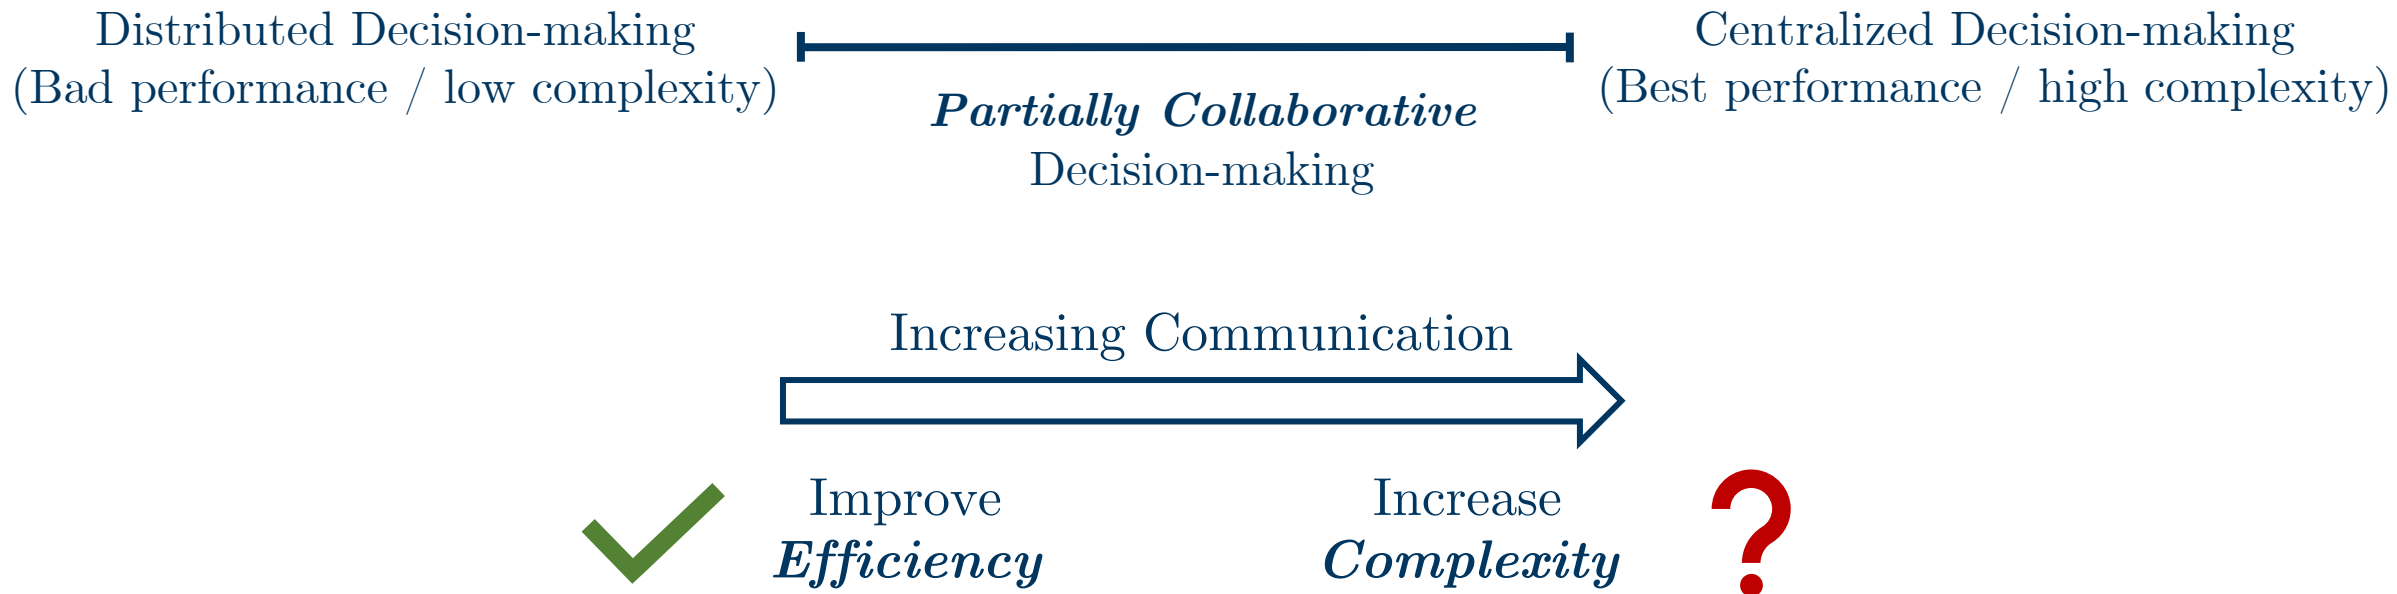 Distributed Decision-making
(Bad performance / low complexity)
Partially Collaborative
Decision-making
Centralized Decision-making
(Best performance / high complexity)
Increasing Communication
Improve
Efficiency
Increase
Complexity
?